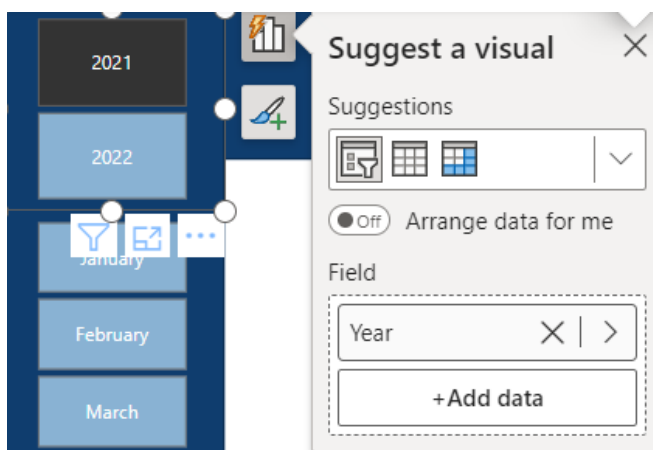 2021
2022
January
February
March
Suggest a visual
Suggestions
Off
Arrange data for me
Field
Year
+Add data